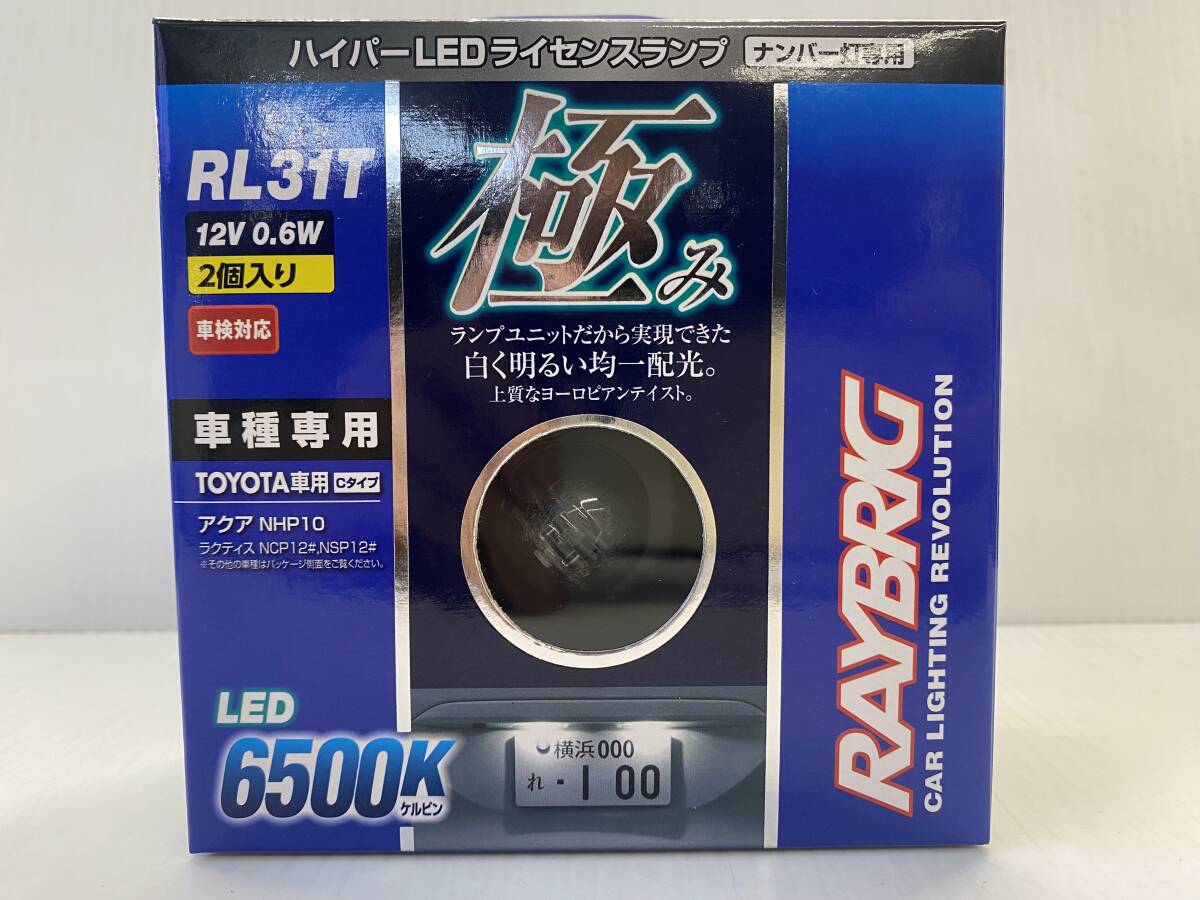 ハイパーLEDライセンスランプ ナンバー灯専用
RL31T
12V 0.6W
2個入り
車検対応
車種専用
TOYOTA車用 Cタイプ
アクア NHP10
ラクティス NCP12#,NSP12#
※その他の車種はパッケージ側面をご覧ください。
LED
6500K
ケルビン
極み
ランプユニットだから実現できた
白く明るい均一配光。
上質なヨーロピアンテイスト。
横浜000
れ ・100
RAYBRIG
CAR LIGHTING REVOLUTION